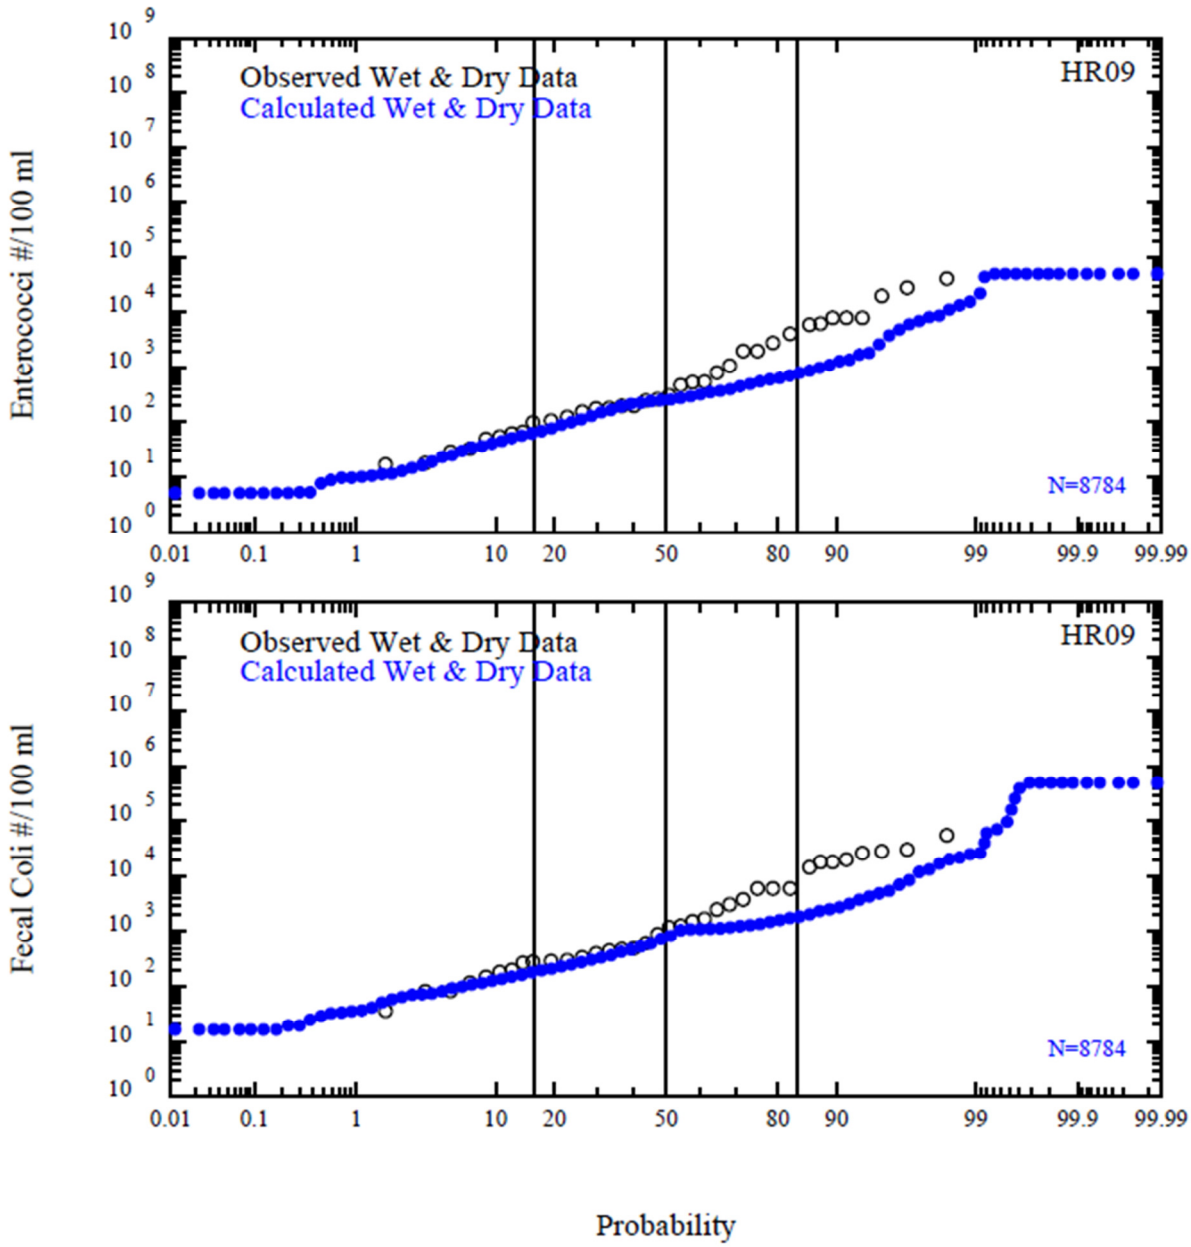 10 9
10 8
10 7
10 6
10 5
10 4
10 3
10 2
10 1
10 0
Enterococci #/100 ml
Observed Wet & Dry Data
Calculated Wet & Dry Data
HR09
N=8784
0.01 0.1 1 10 20 50 80 90 99 99.9 99.99
10 9
10 8
10 7
10 6
10 5
10 4
10 3
10 2
10 1
10 0
Fecal Coli #/100 ml
Observed Wet & Dry Data
Calculated Wet & Dry Data
HR09
N=8784
0.01 0.1 1 10 20 50 80 90 99 99.9 99.99
Probability